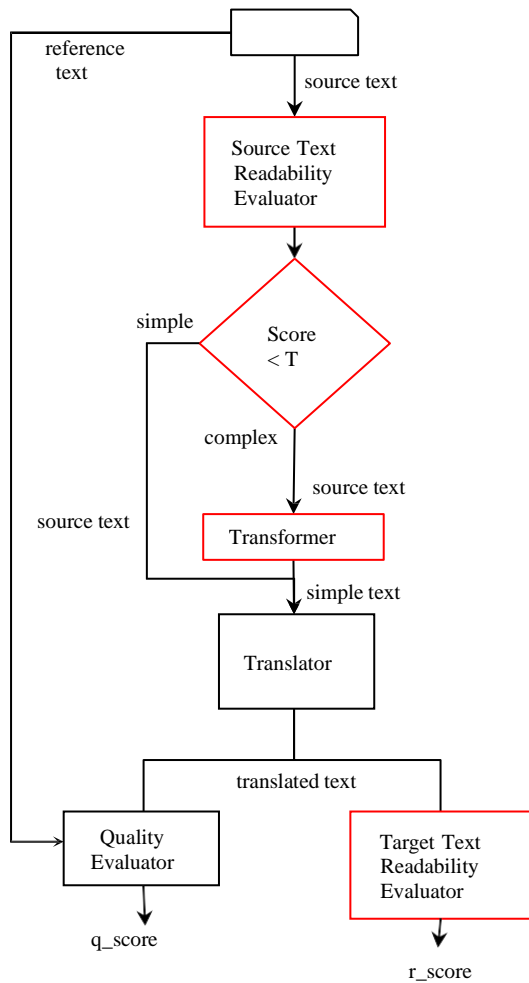 reference
text
source text
Source Text
Readability
Evaluator
simple
Score
< T
complex
source text
source text
Transformer
simple text
Translator
translated text
Quality
Evaluator
Target Text
Readability
Evaluator
q_score
r_score